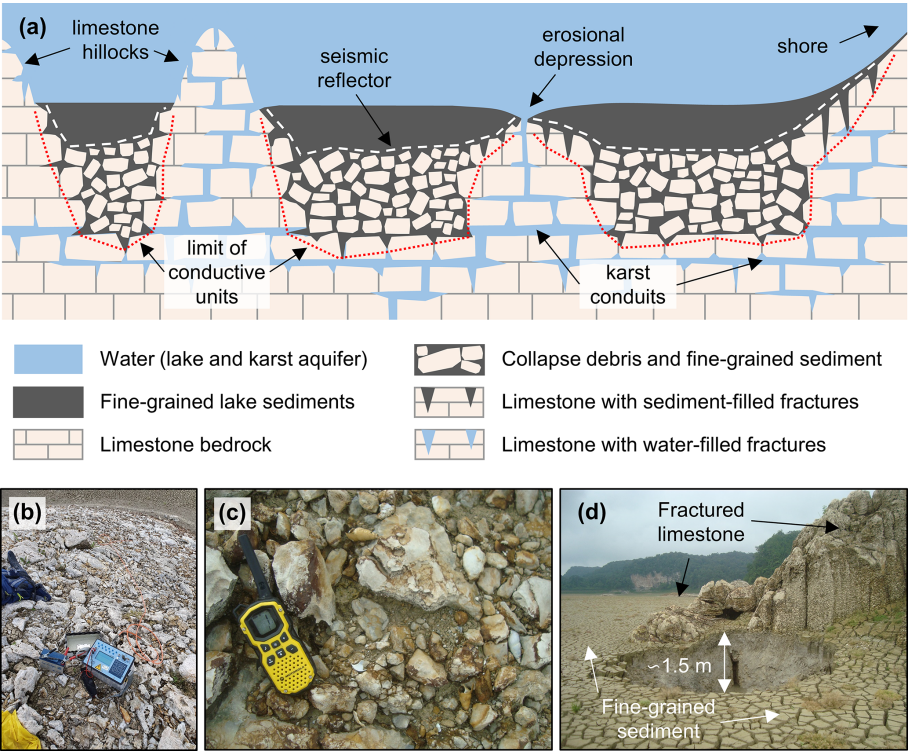 (a)
limestone
hillocks
seismic
reflector
erosional
depression
shore
limit of
conductive
units
karst
conduits
Water (lake and karst aquifer)
Fine-grained lake sediments
Limestone bedrock
Collapse debris and fine-grained sediment
Limestone with sediment-filled fractures
Limestone with water-filled fractures
(b)
(c)
(d)
Fractured
limestone
~1.5 m
Fine-grained
sediment